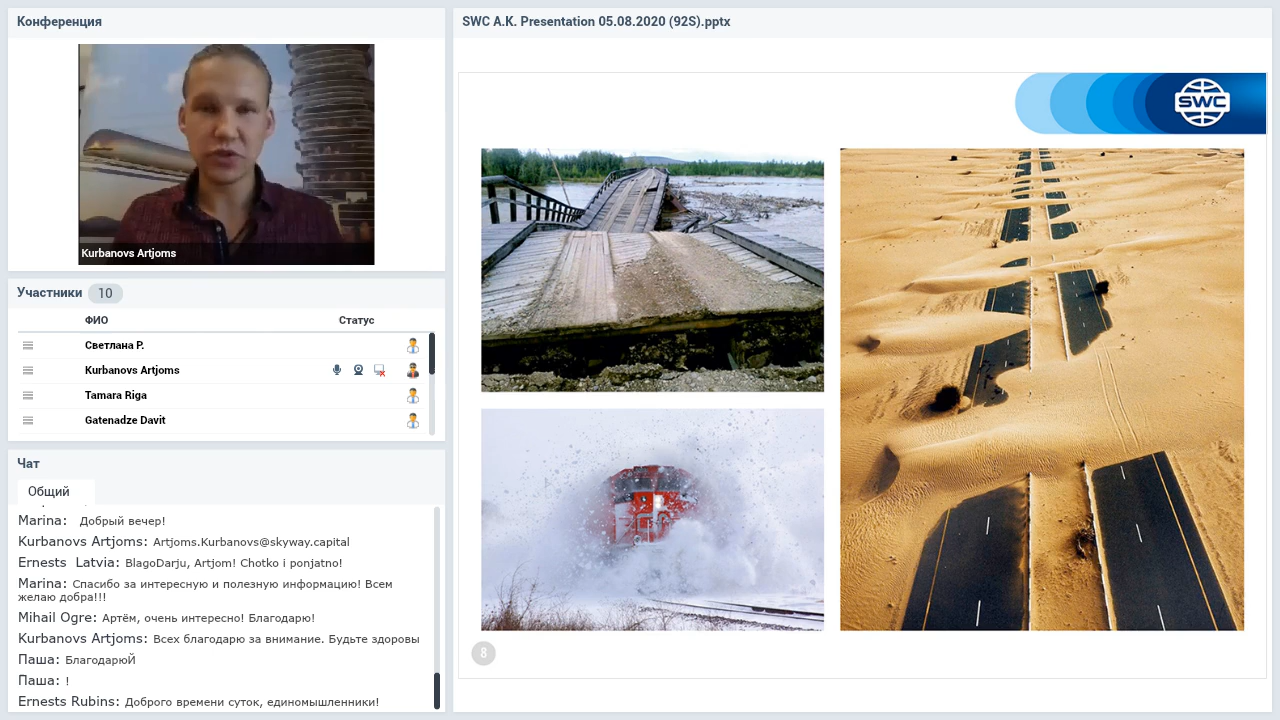 Конференция
Kurbanovs Artjoms
Участники 10
ФИО Статус
Светлана Р.
Kurbanovs Artjoms
Tamara Riga
Gatenadze Davit
Чат
Общий
Marina: Добрый вечер!
Kurbanovs Artjoms: Artjoms.Kurbanovs@skyway.capital
Ernests Latvia: BlagoDarju, Artjom! Chotko i ponjatno!
Marina: Спасибо за интересную и полезную информацию! Всем
желаю добра!!!
Mihail Ogre: Артём, очень интересно! Благодарю!
Kurbanovs Artjoms: Всех благодарю за внимание. Будьте здоровы
Паша: БлагодарюЙ
Паша: !
Ernests Rubins: Доброго времени суток, единомышленники!
SWC A.K. Presentation 05.08.2020 (92S).pptx
SWC
8